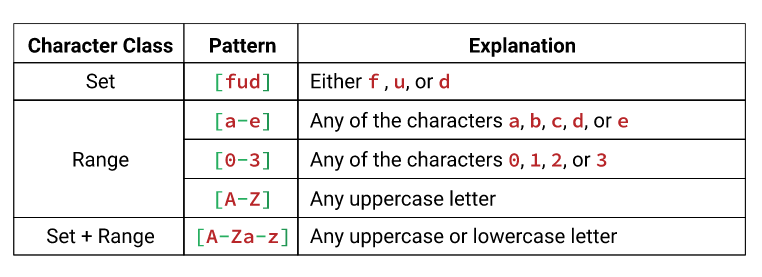 Character Class Pattern Explanation
Set [fud] Either f , u, or d
[a-e] Any of the characters a, b, c, d, or e
Range [0-3] Any of the characters 0, 1, 2, or 3
[A-Z] Any uppercase letter
Set + Range [A-Za-z] Any uppercase or lowercase letter